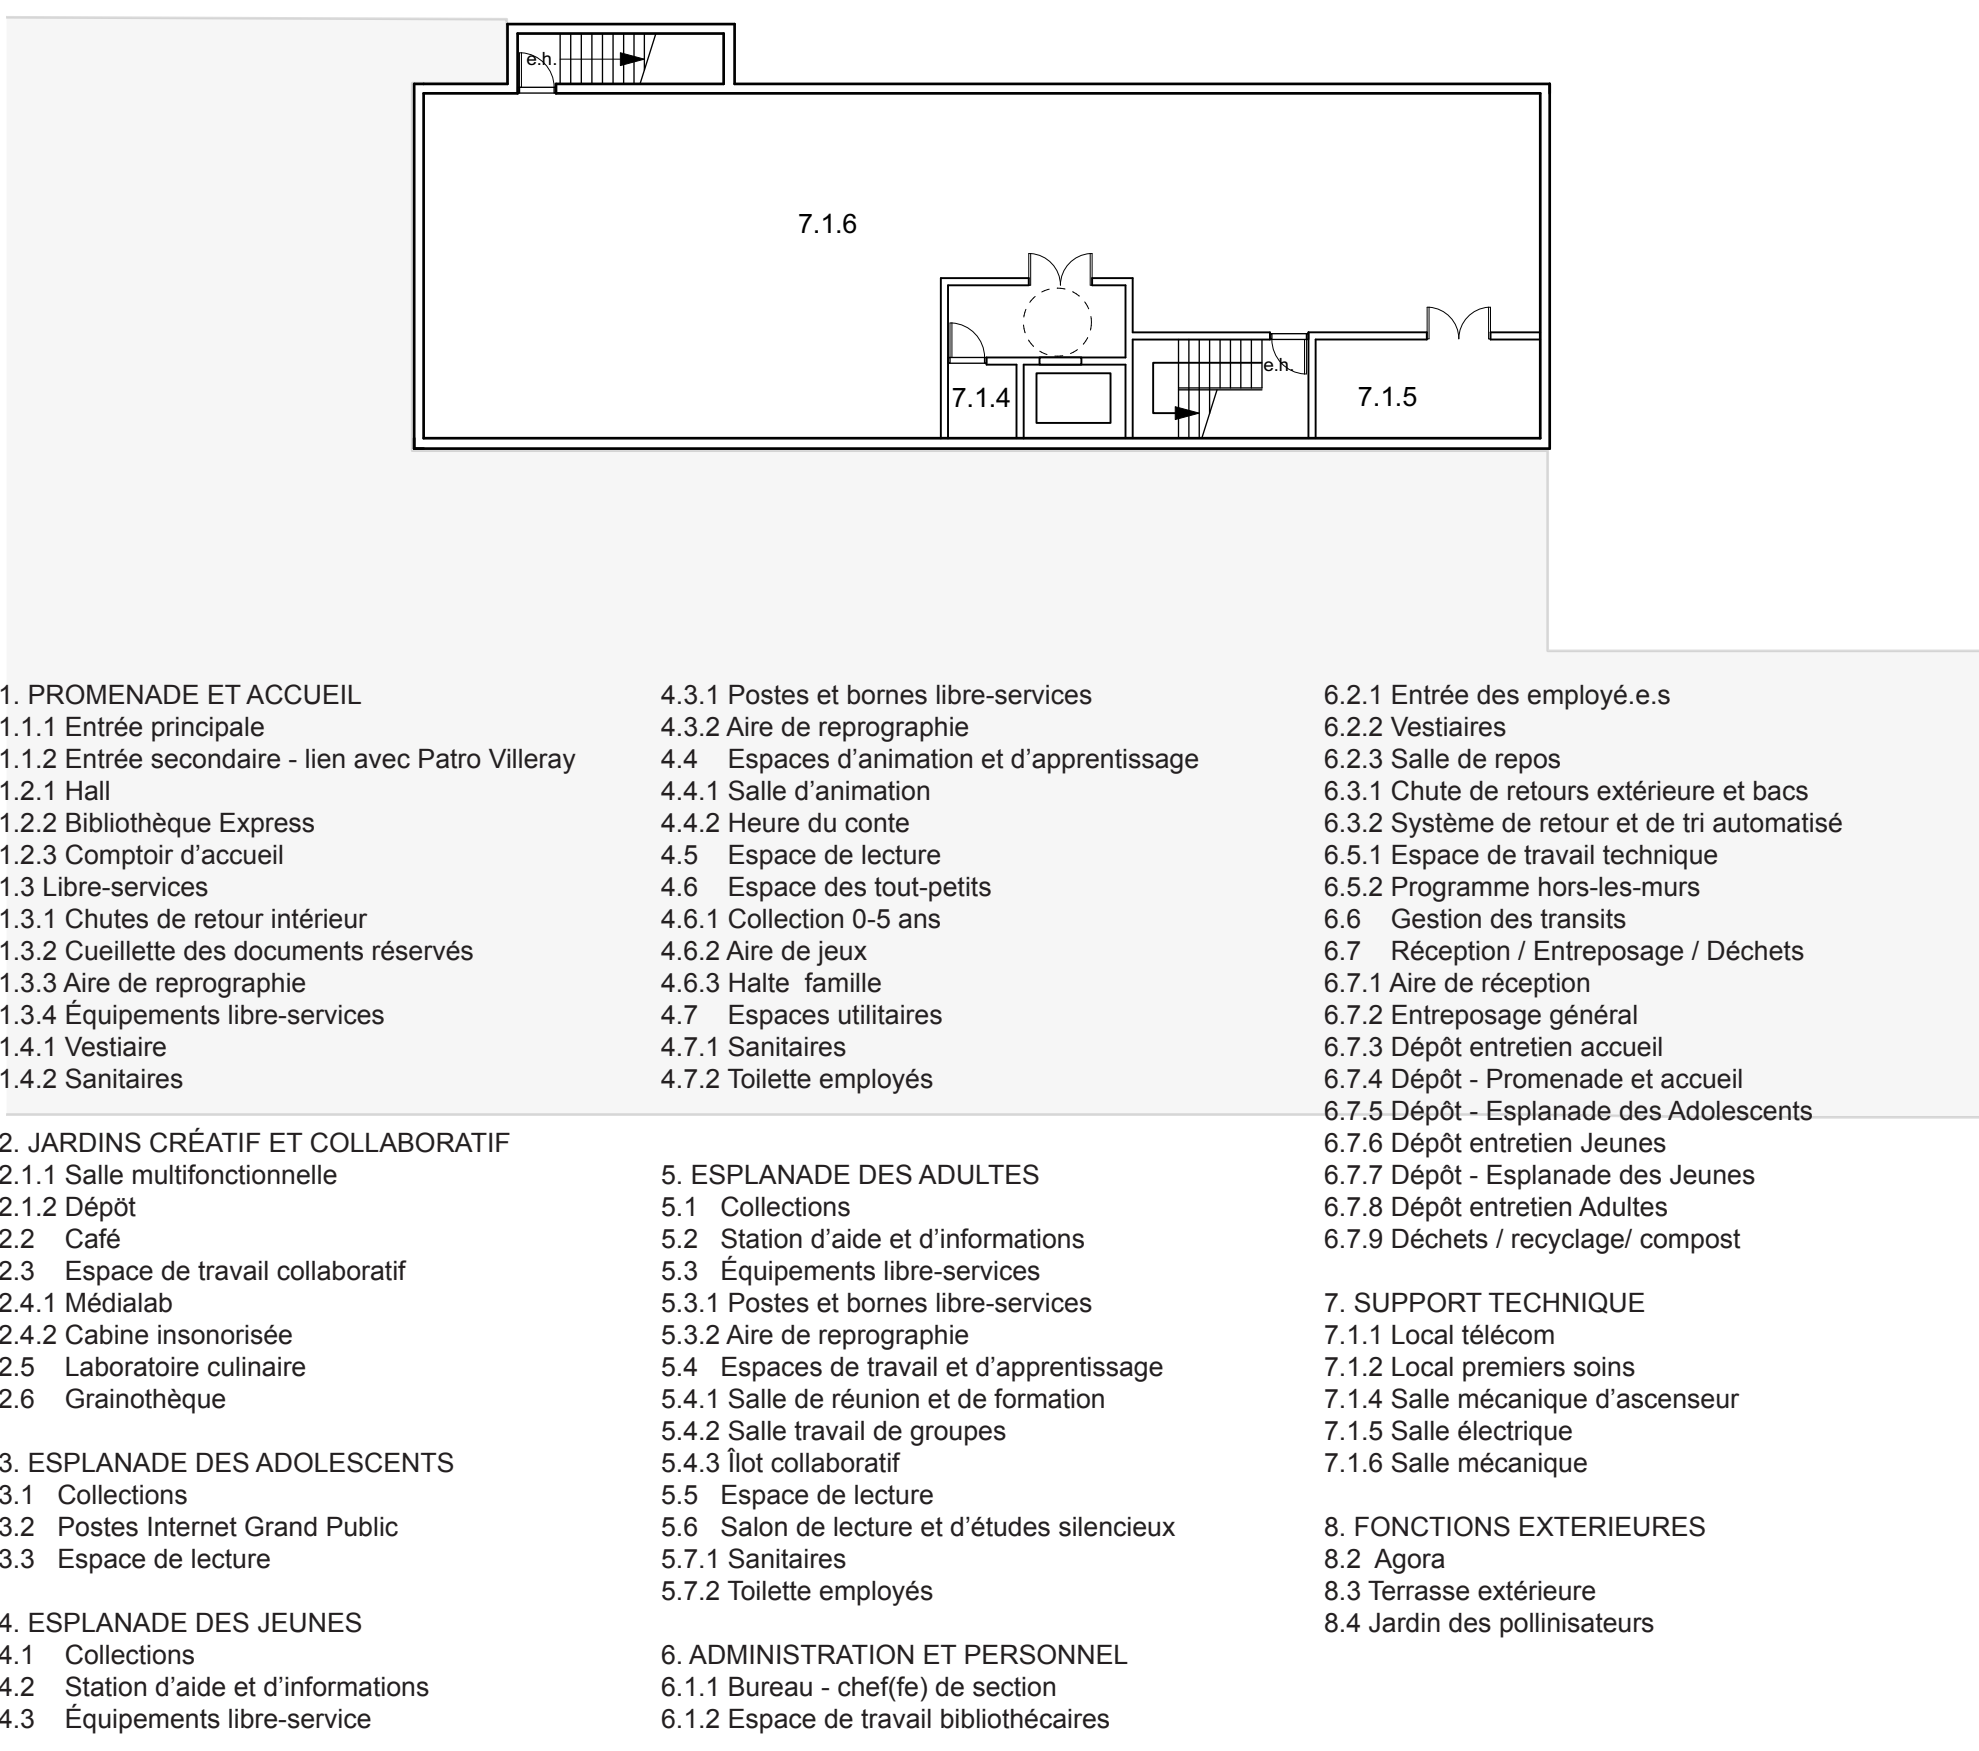 e.h.
7.1.6
e.h.
7.1.4
7.1.5
1. PROMENADE ET ACCUEIL
1.1.1 Entrée principale
1.1.2 Entrée secondaire - lien avec Patro Villeray
1.2.1 Hall
1.2.2 Bibliothèque Express
1.2.3 Comptoir d’accueil
1.3 Libre-services
1.3.1 Chutes de retour intérieur
1.3.2 Cueillette des documents réservés
1.3.3 Aire de reprographie
1.3.4 Équipements libre-services
1.4.1 Vestiaire
1.4.2 Sanitaires
2. JARDINS CRÉATIF ET COLLABORATIF
2.1.1 Salle multifonctionnelle
2.1.2 Dépöt
2.2 Café
2.3 Espace de travail collaboratif
2.4.1 Médialab
2.4.2 Cabine insonorisée
2.5 Laboratoire culinaire
2.6 Grainothèque
3. ESPLANADE DES ADOLESCENTS
3.1 Collections
3.2 Postes Internet Grand Public
3.3 Espace de lecture
4. ESPLANADE DES JEUNES
4.1 Collections
4.2 Station d’aide et d’informations
4.3 Équipements libre-service
4.3.1 Postes et bornes libre-services
4.3.2 Aire de reprographie
4.4 Espaces d’animation et d’apprentissage
4.4.1 Salle d’animation
4.4.2 Heure du conte
4.5 Espace de lecture
4.6 Espace des tout-petits
4.6.1 Collection 0-5 ans
4.6.2 Aire de jeux
4.6.3 Halte famille
4.7 Espaces utilitaires
4.7.1 Sanitaires
4.7.2 Toilette employés
5. ESPLANADE DES ADULTES
5.1 Collections
5.2 Station d’aide et d’informations
5.3 Équipements libre-services
5.3.1 Postes et bornes libre-services
5.3.2 Aire de reprographie
5.4 Espaces de travail et d’apprentissage
5.4.1 Salle de réunion et de formation
5.4.2 Salle travail de groupes
5.4.3 Îlot collaboratif
5.5 Espace de lecture
5.6 Salon de lecture et d’études silencieux
5.7.1 Sanitaires
5.7.2 Toilette employés
6. ADMINISTRATION ET PERSONNEL
6.1.1 Bureau - chef(fe) de section
6.1.2 Espace de travail bibliothécaires
6.2.1 Entrée des employé.e.s
6.2.2 Vestiaires
6.2.3 Salle de repos
6.3.1 Chute de retours extérieure et bacs
6.3.2 Système de retour et de tri automatisé
6.5.1 Espace de travail technique
6.5.2 Programme hors-les-murs
6.6 Gestion des transits
6.7 Réception / Entreposage / Déchets
6.7.1 Aire de réception
6.7.2 Entreposage général
6.7.3 Dépôt entretien accueil
6.7.4 Dépôt - Promenade et accueil
6.7.5 Dépôt - Esplanade des Adolescents
6.7.6 Dépôt entretien Jeunes
6.7.7 Dépôt - Esplanade des Jeunes
6.7.8 Dépôt entretien Adultes
6.7.9 Déchets / recyclage/ compost
7. SUPPORT TECHNIQUE
7.1.1 Local télécom
7.1.2 Local premiers soins
7.1.4 Salle mécanique d’ascenseur
7.1.5 Salle électrique
7.1.6 Salle mécanique
8. FONCTIONS EXTERIEURES
8.2 Agora
8.3 Terrasse extérieure
8.4 Jardin des pollinisateurs